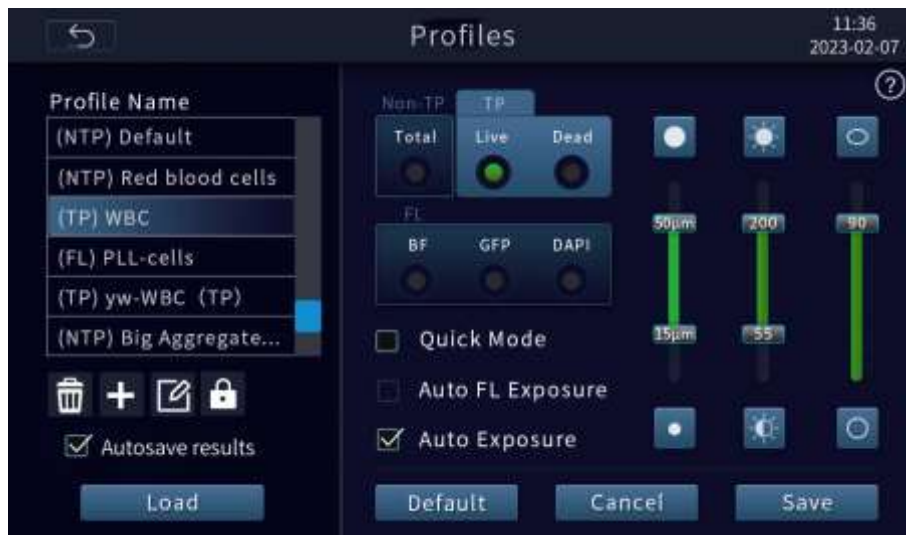 Profiles
11:36
2023-02-07
Profile Name
(NTP) Default
(NTP) Red blood cells
(TP) WBC
(FL) PLL-cells
(TP) yw-WBC（TP）
(NTP) Big Aggregate...
Autosave results
Load
Non-TP TP
Total Live Dead
FL
BF GFP DAPI
Quick Mode
Auto FL Exposure
Auto Exposure
50μm 200 90
15μm 55
Default Cancel Save
?